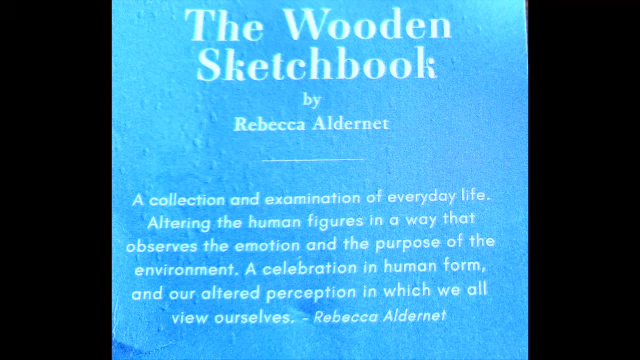 The Wooden
Sketchbook
by
Rebecca Aldernet
A collection and examination of everyday life.
Altering the human figures in a way that
observes the emotion and the purpose of the
environment. A celebration in human form,
and our altered perception in which we all
view ourselves. - Rebecca Aldernet